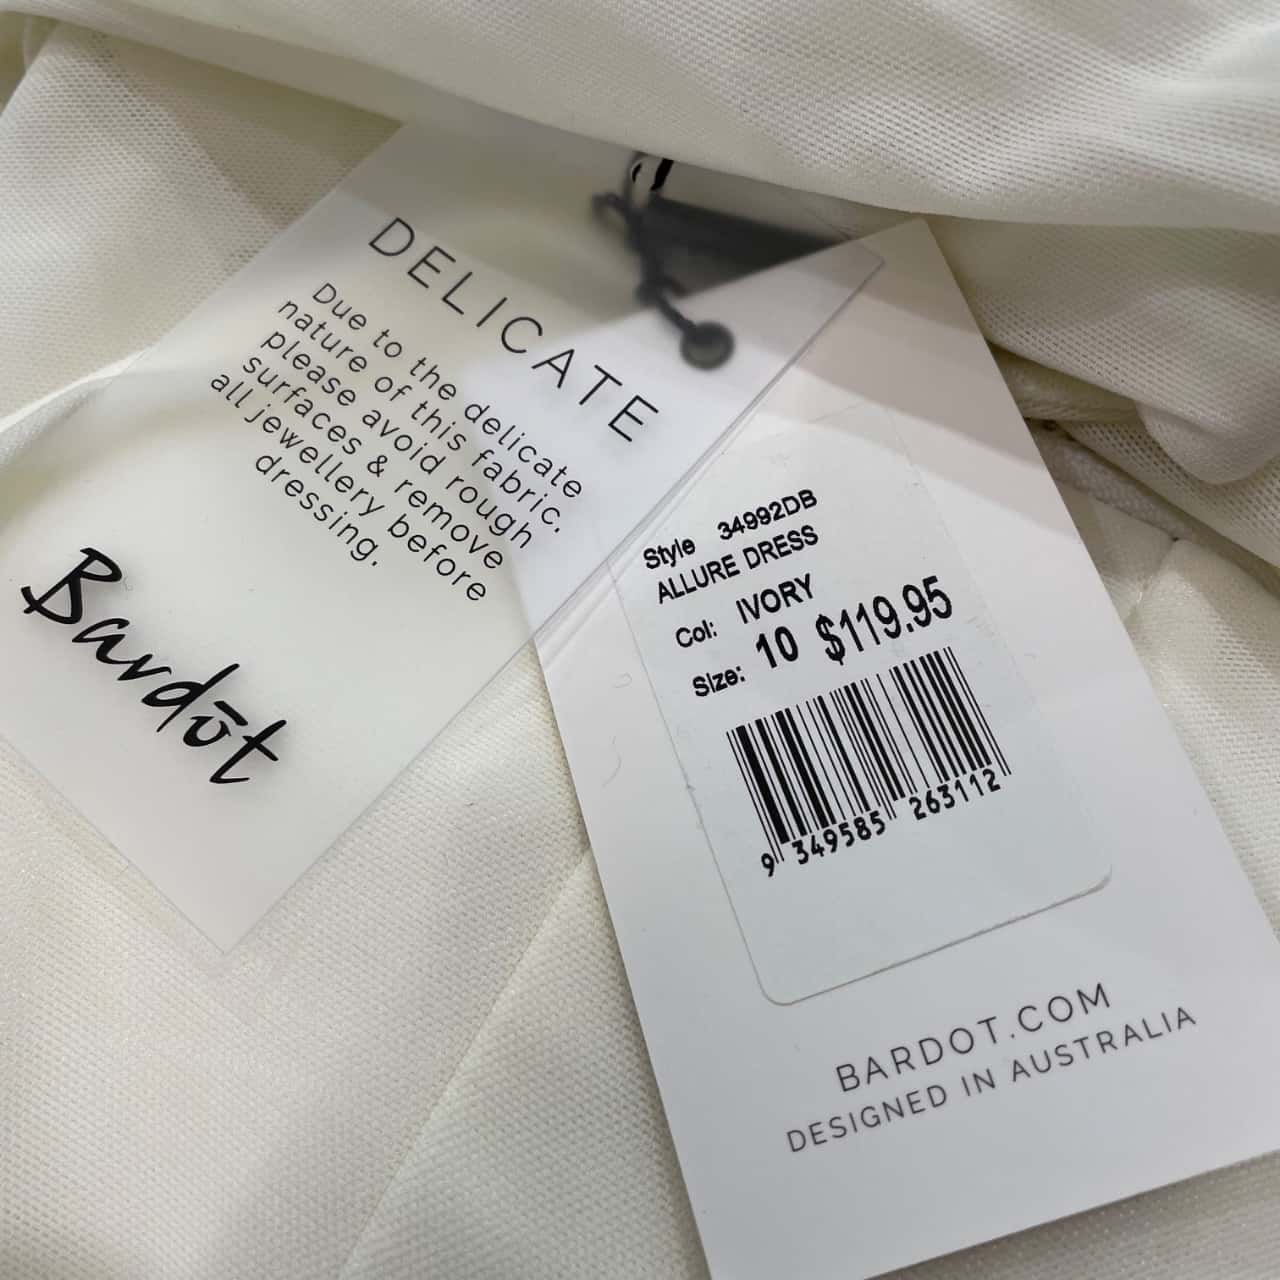 DELICATE
Due to the delicate
nature of this fabric.
please avoid rough
surfaces & remove
all jewellery before
dressing.
Bardōt
Style 34992DB
ALLURE DRESS
Col: IVORY
Size: 10 $119.95
9 349585 263112
BARDOT.COM
DESIGNED IN AUSTRALIA